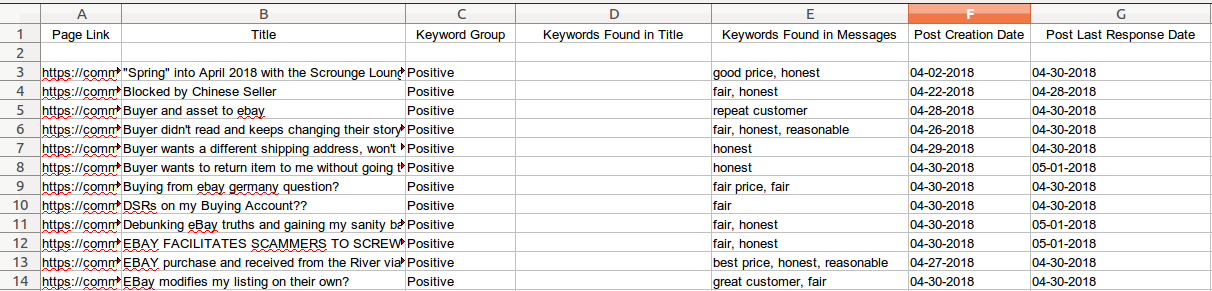 A B C D E F G
1 Page Link Title Keyword Group Keywords Found in Title Keywords Found in Messages Post Creation Date Post Last Response Date
2
3 https://comm "Spring" into April 2018 with the Scrounge Loung Positive good price, honest 04-02-2018 04-30-2018
4 https://comm Blocked by Chinese Seller Positive fair, honest 04-22-2018 04-28-2018
5 https://comm Buyer and asset to ebay Positive repeat customer 04-28-2018 04-30-2018
6 https://comm Buyer didn't read and keeps changing their story Positive fair, honest, reasonable 04-26-2018 04-30-2018
7 https://comm Buyer wants a different shipping address, won't Positive honest 04-29-2018 04-30-2018
8 https://comm Buyer wants to return item to me without going t Positive honest 04-30-2018 05-01-2018
9 https://comm Buying from ebay germany question? Positive fair price, fair 04-30-2018 04-30-2018
10 https://comm DSRs on my Buying Account?? Positive fair 04-30-2018 04-30-2018
11 https://comm Debunking eBay truths and gaining my sanity ba Positive fair, honest 04-30-2018 05-01-2018
12 https://comm EBAY FACILITATES SCAMMERS TO SCREW Positive fair, honest 04-30-2018 05-01-2018
13 https://comm EBAY purchase and received from the River via Positive best price, honest, reasonable 04-27-2018 04-30-2018
14 https://comm EBay modifies my listing on their own? Positive great customer, fair 04-30-2018 04-30-2018